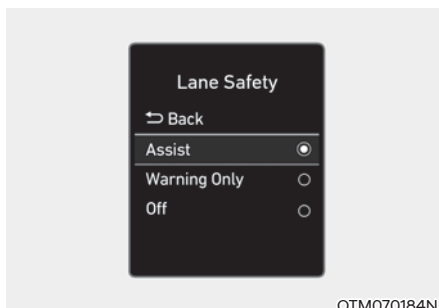 Lane Safety
Back
Assist
Warning Only
Off
OTM070184N